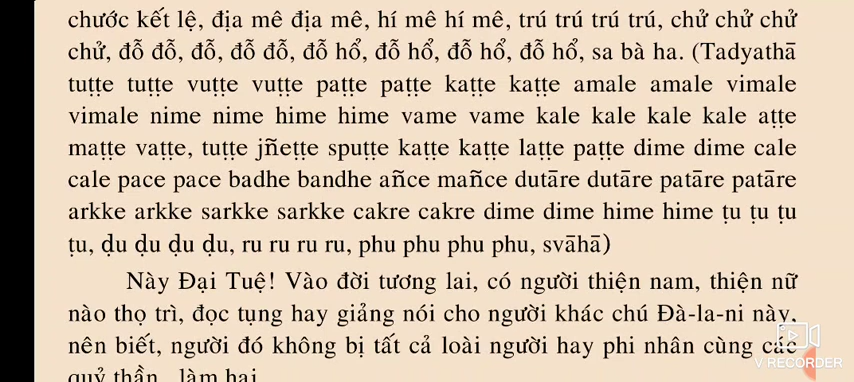 chước kết lệ, địa mê địa mê, hí mê hí mê, trú trú trú trú, chử chử chử
chử, đỗ đỗ, đỗ, đỗ đỗ, đỗ hổ, đỗ hổ, đỗ hổ, đỗ hổ, sa bà ha. (Tadyathā
tuṭṭe tuṭṭe vuṭṭe vuṭṭe paṭṭe paṭṭe kaṭṭe kaṭṭe amale amale vimale
vimale nime nime hime hime vame vame kale kale kale kale aṭṭe
maṭṭe vaṭṭe, tuṭṭe jñeṭṭe spuṭṭe kaṭṭe kaṭṭe laṭṭe paṭṭe dime dime cale
cale pace pace badhe bandhe añce mañce dutāre dutāre patāre patāre
arkke arkke sarkke sarkke cakre cakre dime dime hime hime ṭu ṭu ṭu
ṭu, ḍu ḍu ḍu ḍu, ru ru ru ru, phu phu phu phu, svāhā)
Này Đại Tuệ! Vào đời tương lai, có người thiện nam, thiện nữ
nào thọ trì, đọc tụng hay giảng nói cho người khác chú Đà-la-ni này,
nên biết, người đó không bị tất cả loài người hay phi nhân cùng các
V RECORDER
quỷ thần làm hại